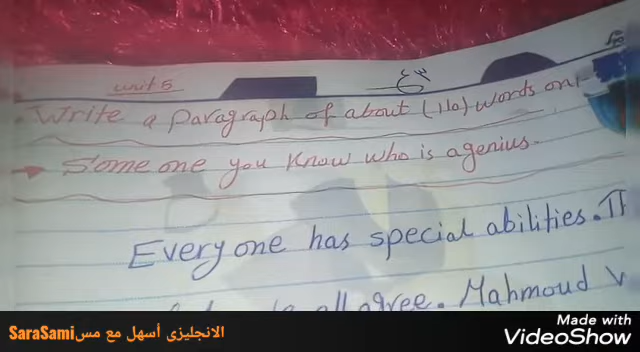 unit 5
Write a Paragraph of about (110) words on:
Some one you know who is a genius.
Every one has special abilities.
all agree. Mahmoud
SaraSami الانجليزى أسهل مع مس
Made with
VideoShow